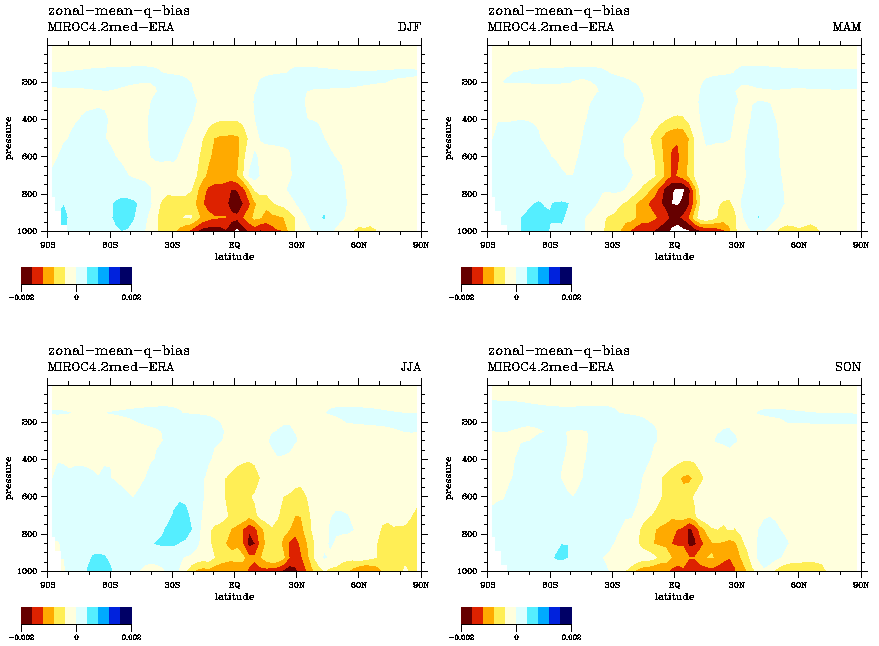 zonal-mean-q-bias
MIROC4.2med-ERA DJF
pressure
200
400
600
800
1000
90S 60S 30S EQ 30N 60N 90N
latitude
-0.002 0 0.002
zonal-mean-q-bias
MIROC4.2med-ERA MAM
pressure
200
400
600
800
1000
90S 60S 30S EQ 30N 60N 90N
latitude
-0.002 0 0.002
zonal-mean-q-bias
MIROC4.2med-ERA JJA
pressure
200
400
600
800
1000
90S 60S 30S EQ 30N 60N 90N
latitude
-0.002 0 0.002
zonal-mean-q-bias
MIROC4.2med-ERA SON
pressure
200
400
600
800
1000
90S 60S 30S EQ 30N 60N 90N
latitude
-0.002 0 0.002